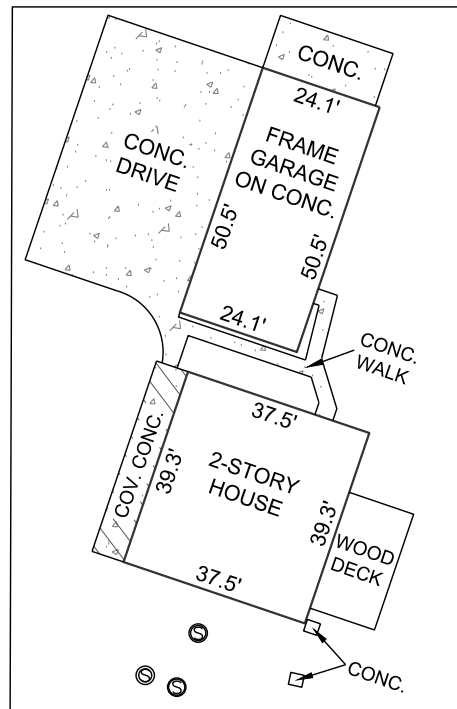 CONC.
24.1'
FRAME
GARAGE
ON CONC.
CONC.
DRIVE
50.5'
50.5'
24.1'
CONC.
WALK
37.5'
COV. CONC.
39.3'
2-STORY
HOUSE
39.3'
WOOD
DECK
37.5'
S
S
S
CONC.